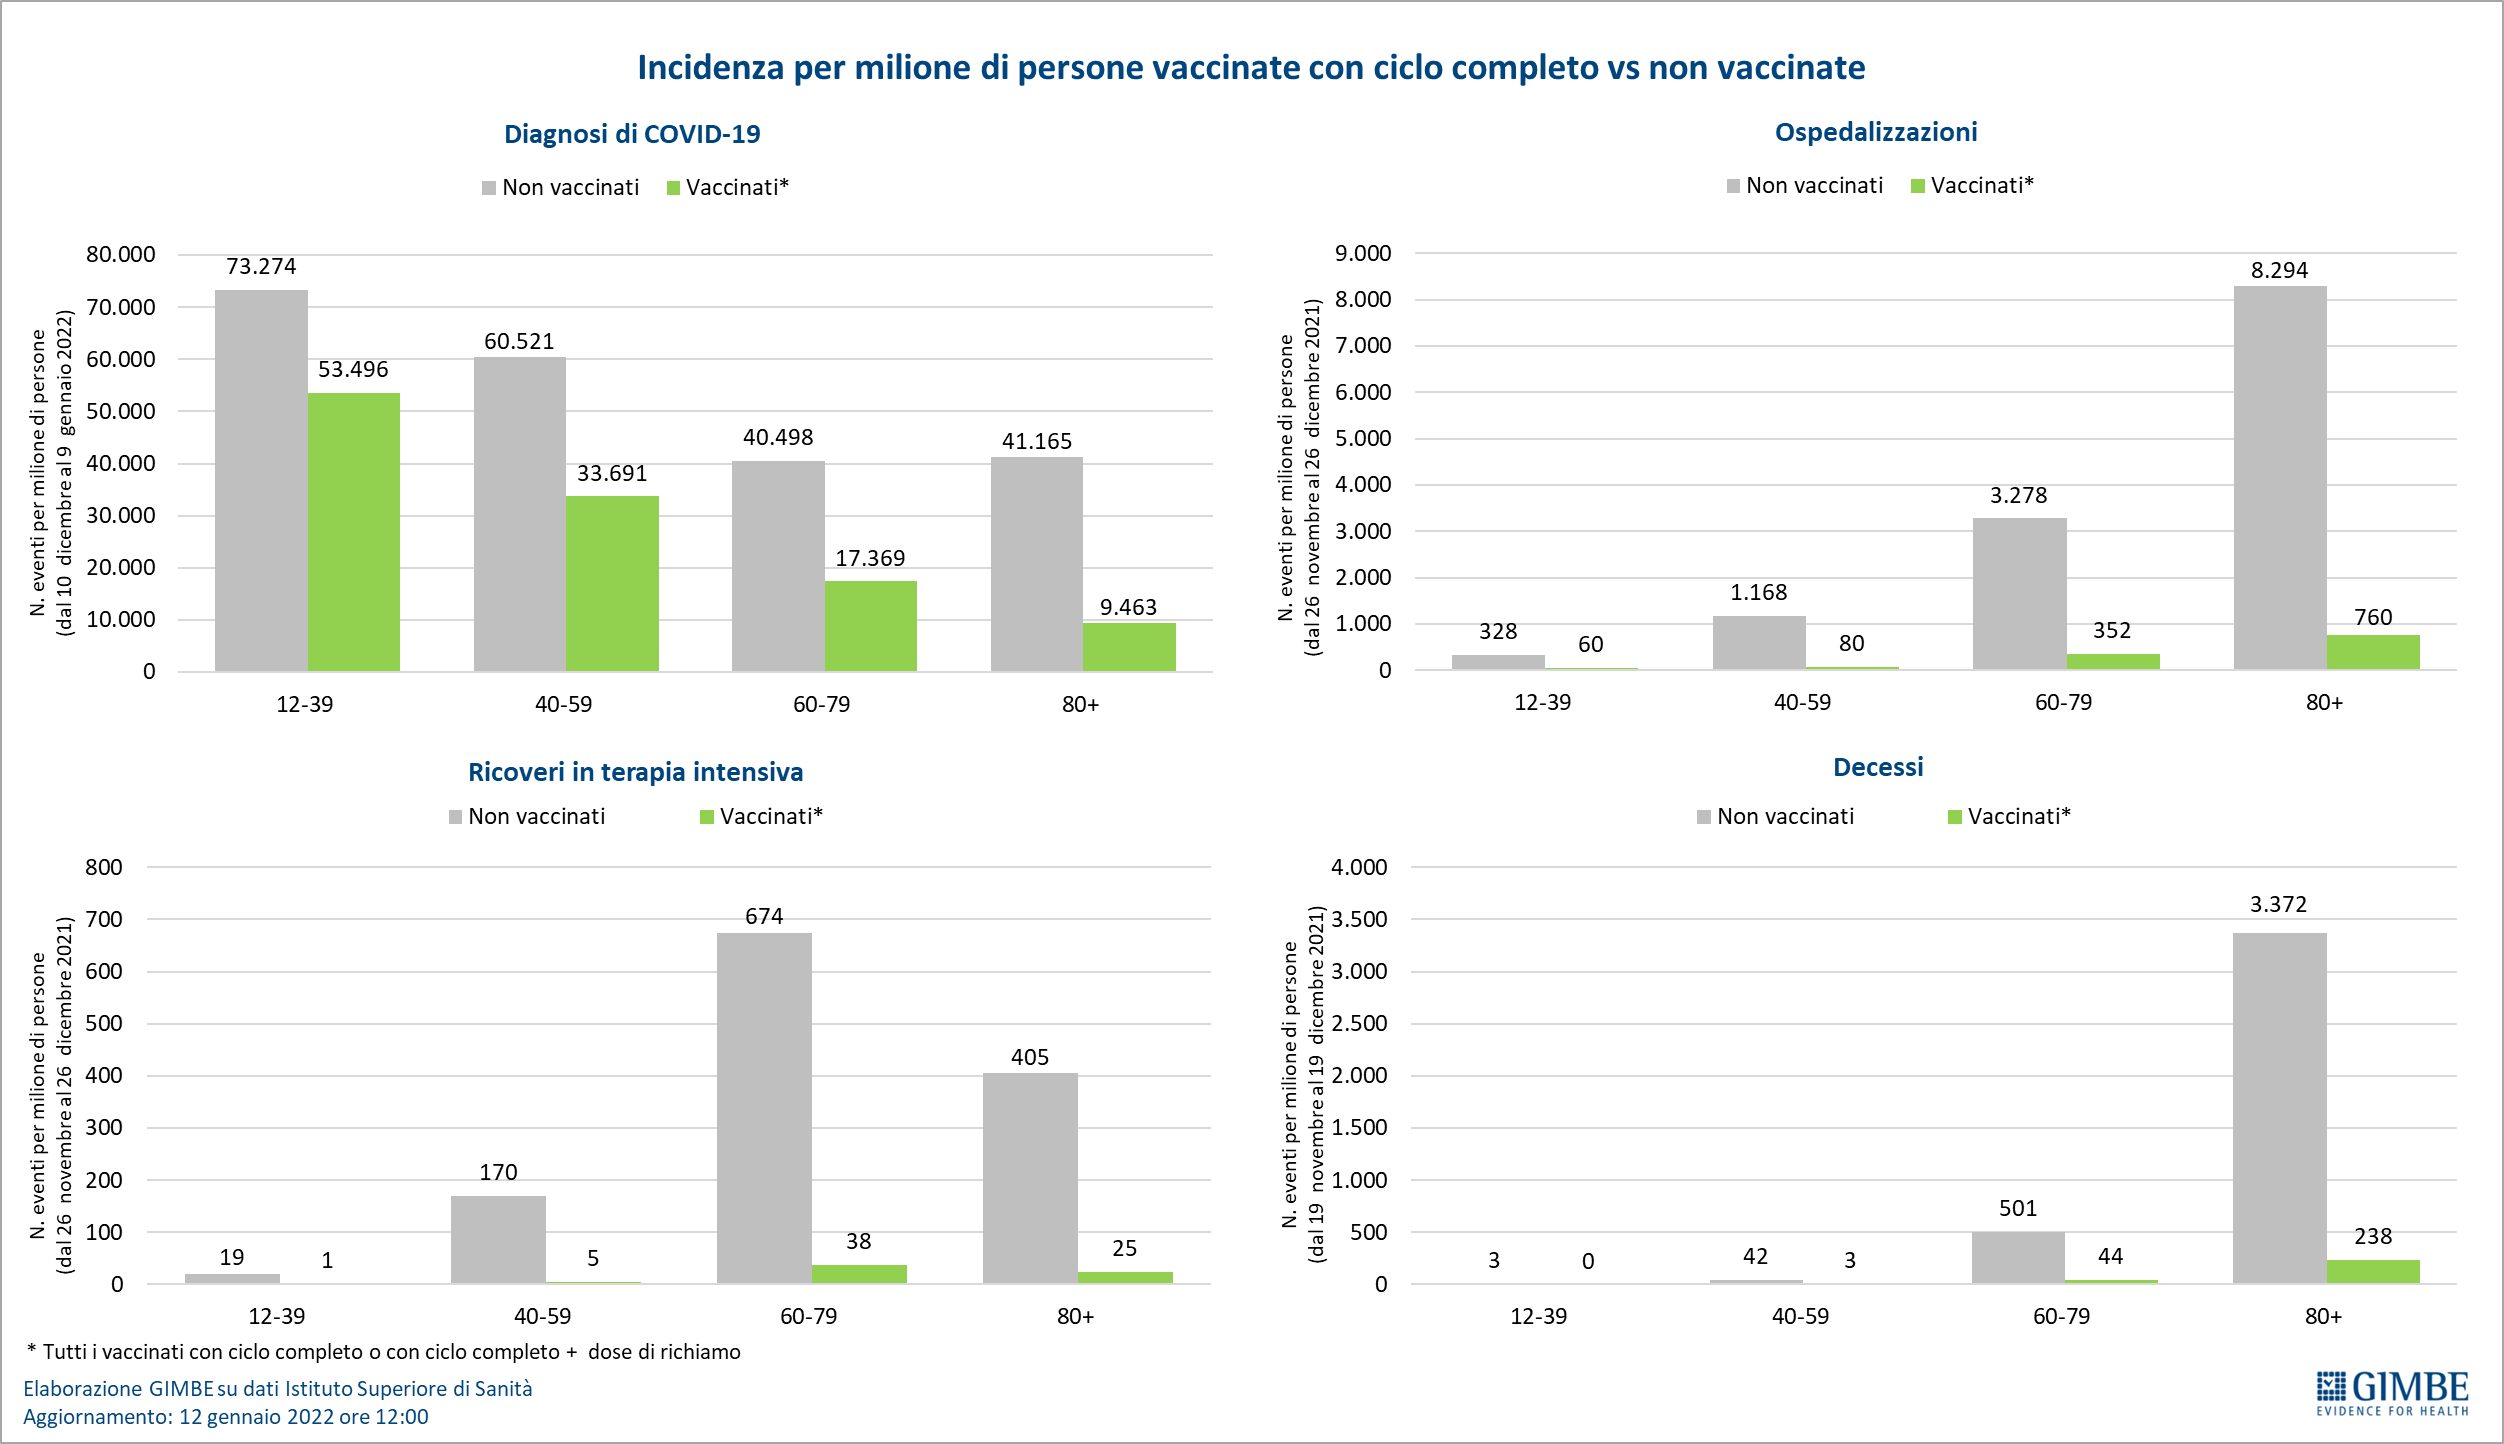 Incidenza per milione di persone vaccinate con ciclo completo vs non vaccinate
Diagnosi di COVID-19
Non vaccinati Vaccinati*
N. eventi per milione di persone
(dal 10 dicembre al 9 gennaio 2022)
80.000
70.000
60.000
50.000
40.000
30.000
20.000
10.000
0
73.274
53.496
60.521
33.691
40.498
17.369
41.165
9.463
12-39 40-59 60-79 80+
Ospedalizzazioni
Non vaccinati Vaccinati*
N. eventi per milione di persone
(dal 26 novembre al 26 dicembre 2021)
9.000
8.000
7.000
6.000
5.000
4.000
3.000
2.000
1.000
0
328
60
1.168
80
3.278
352
8.294
760
12-39 40-59 60-79 80+
Ricoveri in terapia intensiva
Non vaccinati Vaccinati*
N. eventi per milione di persone
(dal 26 novembre al 26 dicembre 2021)
800
700
600
500
400
300
200
100
0
19
1
170
5
674
38
405
25
12-39 40-59 60-79 80+
Decessi
Non vaccinati Vaccinati*
N. eventi per milione di persone
(dal 19 novembre al 19 dicembre 2021)
4.000
3.500
3.000
2.500
2.000
1.500
1.000
500
0
3
0
42
3
501
44
3.372
238
12-39 40-59 60-79 80+
* Tutti i vaccinati con ciclo completo o con ciclo completo + dose di richiamo
Elaborazione GIMBE su dati Istituto Superiore di Sanità
Aggiornamento: 12 gennaio 2022 ore 12:00
GIMBE
EVIDENCE FOR HEALTH